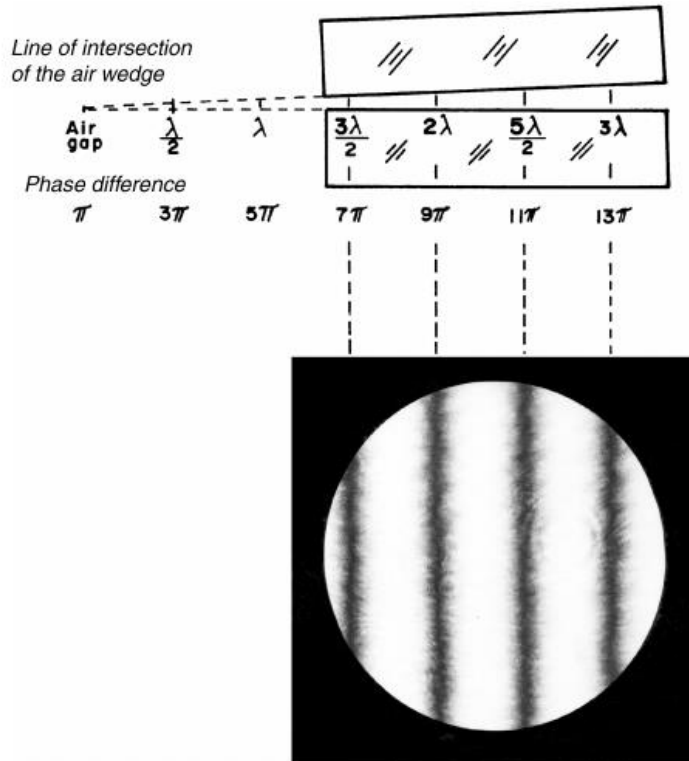 Line of intersection
of the air wedge
Air gap λ/2 λ 3λ/2 2λ 5λ/2 3λ
Phase difference
π 3π 5π 7π 9π 11π 13π